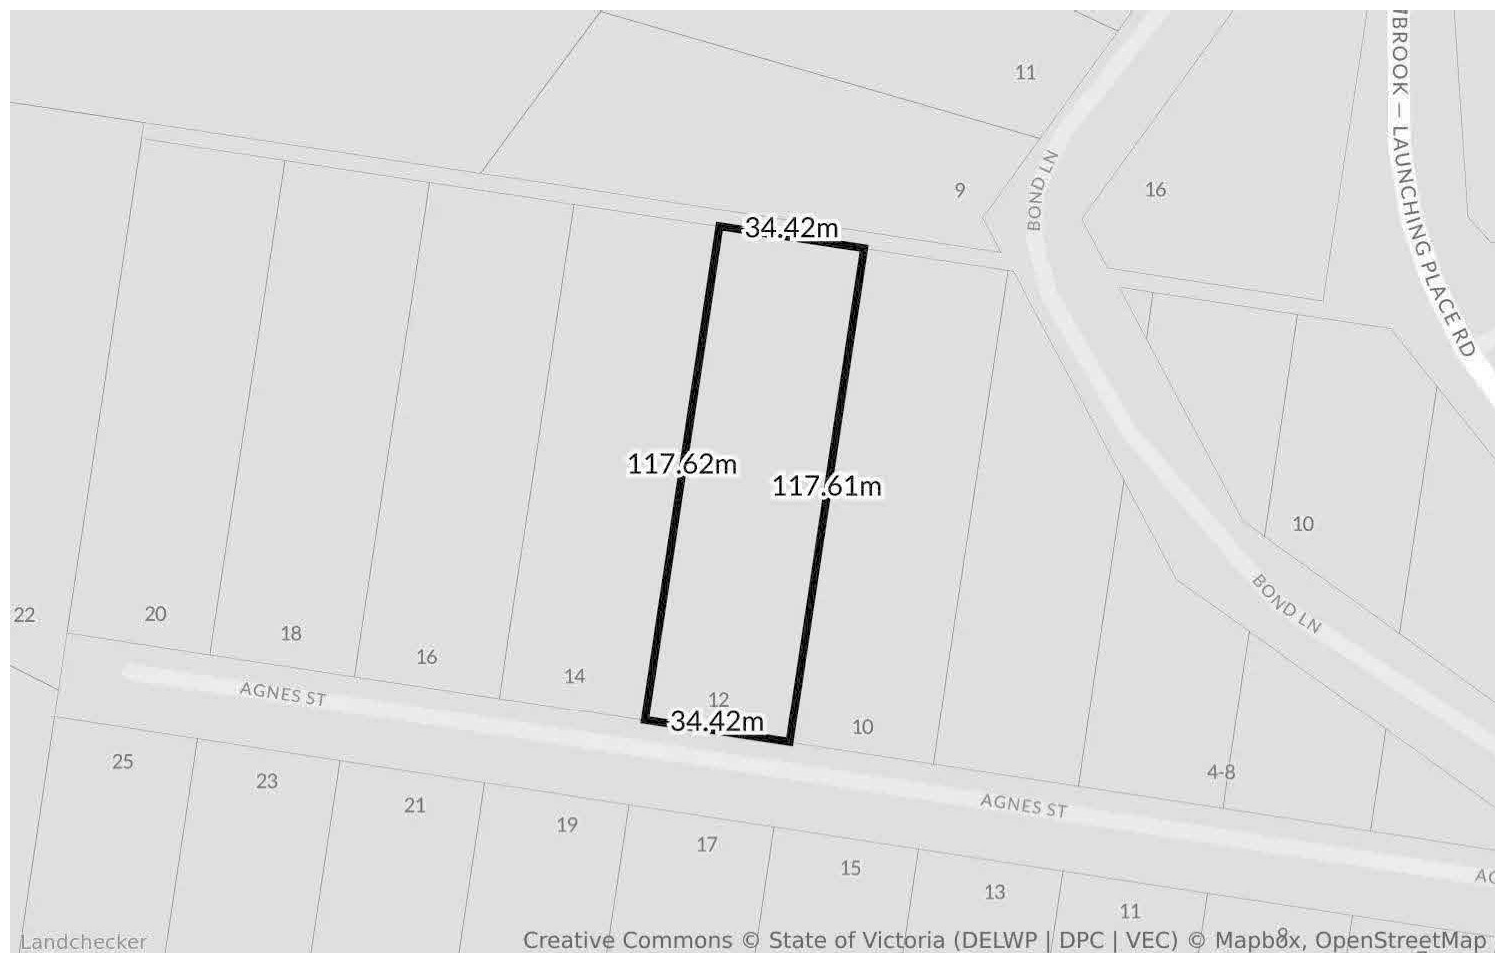 11
BROOK – LAUNCHING PLACE RD
BOND LN
9
16
34.42m
117.62m
117.61m
10
BOND LN
22
20
18
16
14
12
34.42m
10
4-8
AGNES ST
AGNES ST
25
23
21
19
17
15
13
11
9
Landchecker
Creative Commons © State of Victoria (DELWP | DPC | VEC) © Mapbox, OpenStreetMap